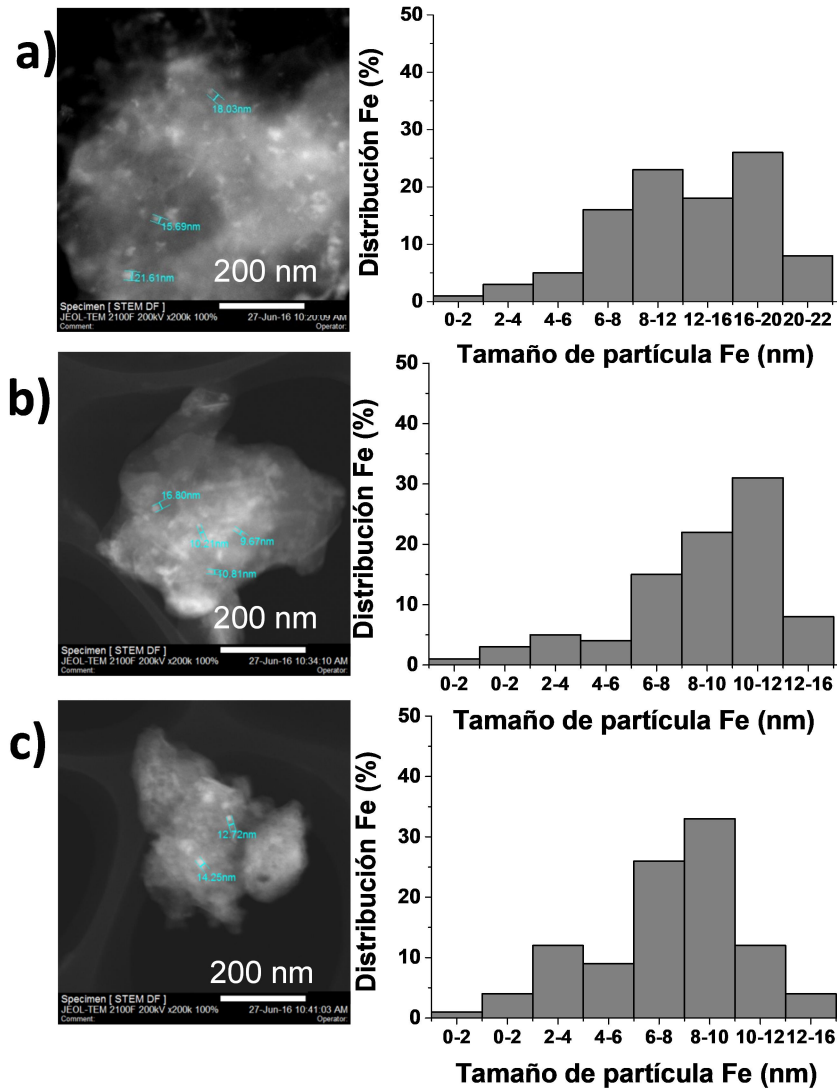 a)
18.03nm
15.69nm
21.61nm
200 nm
Specimen [ STEM DF ]
JEOL-TEM 2100F 200kV x200k 100% 27-Jun-16 10:20:09 AM
Comment: Operator:
Distribución Fe (%)
50
40
30
20
10
0
0-2 2-4 4-6 6-8 8-12 12-16 16-20 20-22
Tamaño de partícula Fe (nm)
b)
16.80nm
9.67nm
10.81nm
200 nm
Specimen [ STEM DF ]
JEOL-TEM 2100F 200kV x200k 100% 27-Jun-16 10:34:10 AM
Comment: Operator:
Distribución Fe (%)
50
40
30
20
10
0
0-2 0-2 2-4 4-6 6-8 8-10 10-12 12-16
Tamaño de partícula Fe (nm)
c)
12.72nm
14.25nm
200 nm
Specimen [ STEM DF ]
JEOL-TEM 2100F 200kV x200k 100% 27-Jun-16 10:41:03 AM
Comment: Operator:
Distribución Fe (%)
50
40
30
20
10
0
0-2 0-2 2-4 4-6 6-8 8-10 10-12 12-16
Tamaño de partícula Fe (nm)